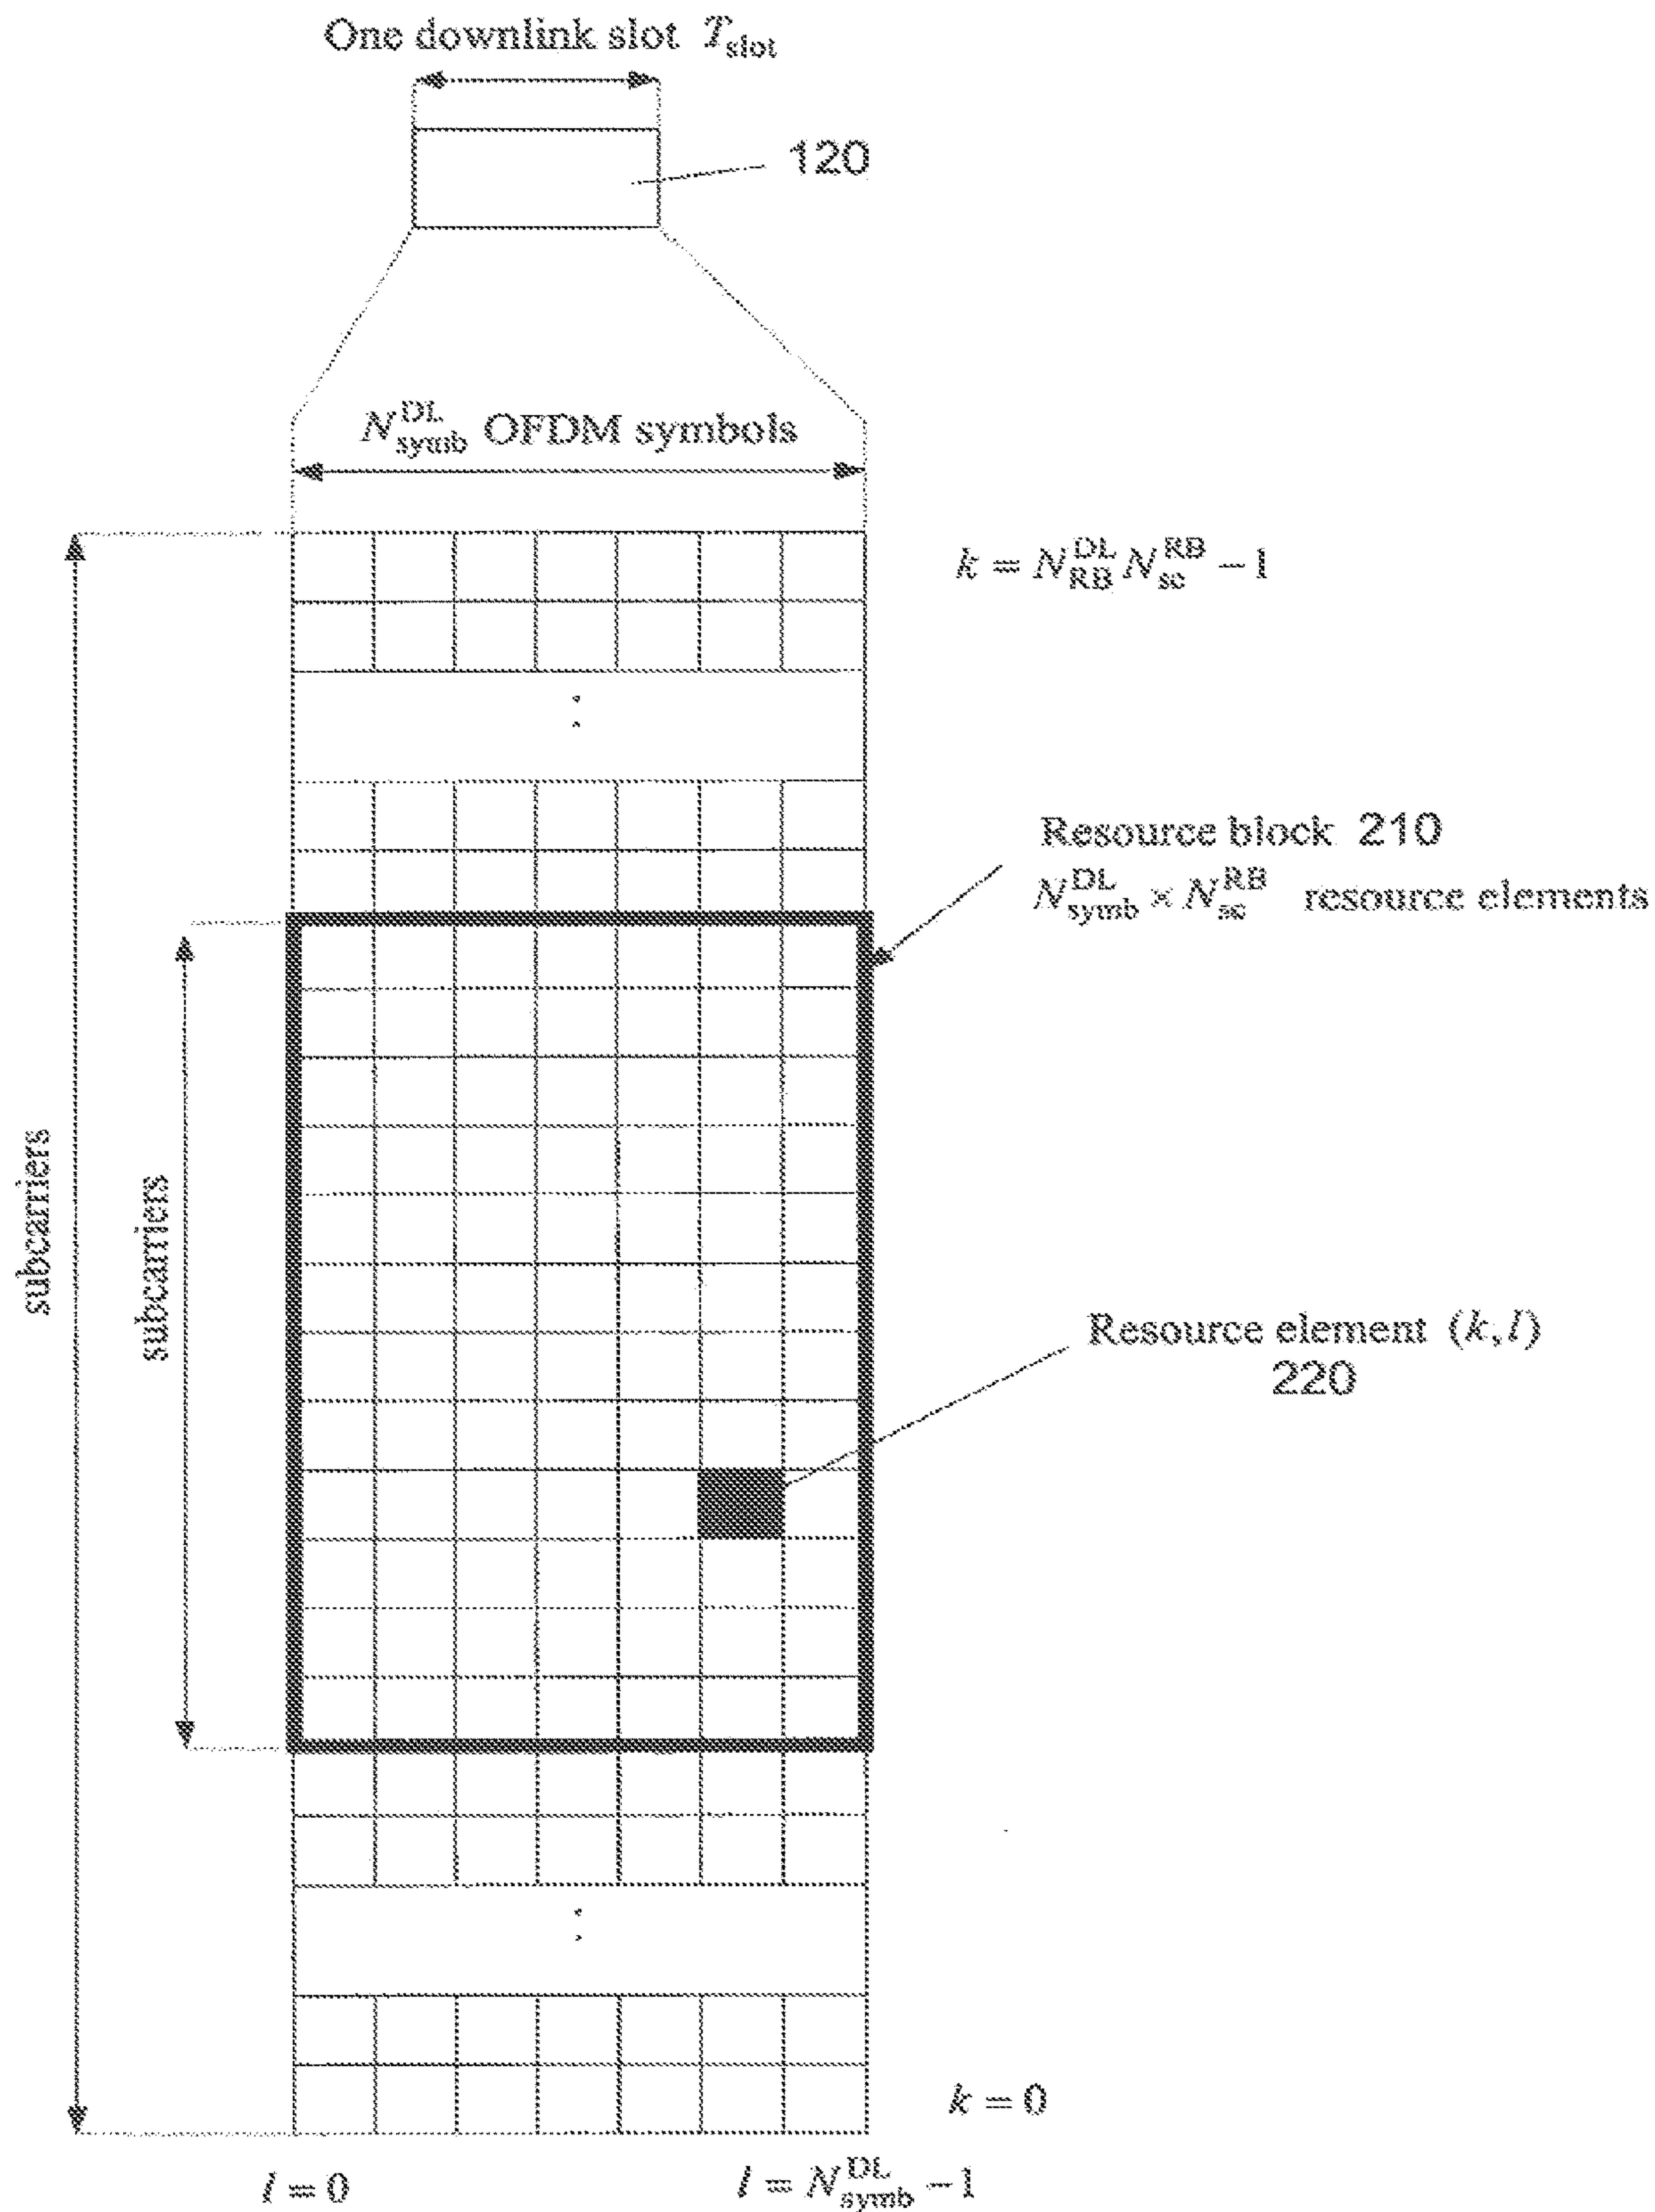 One downlink slot T_slot
120
N_symb^DL OFDM symbols
k = N_RB^DL N_sc^RB − 1
Resource block 210
N_symb^DL × N_sc^RB resource elements
subcarriers
subcarriers
Resource element (k, l)
220
k = 0
l = 0
l = N_symb^DL − 1